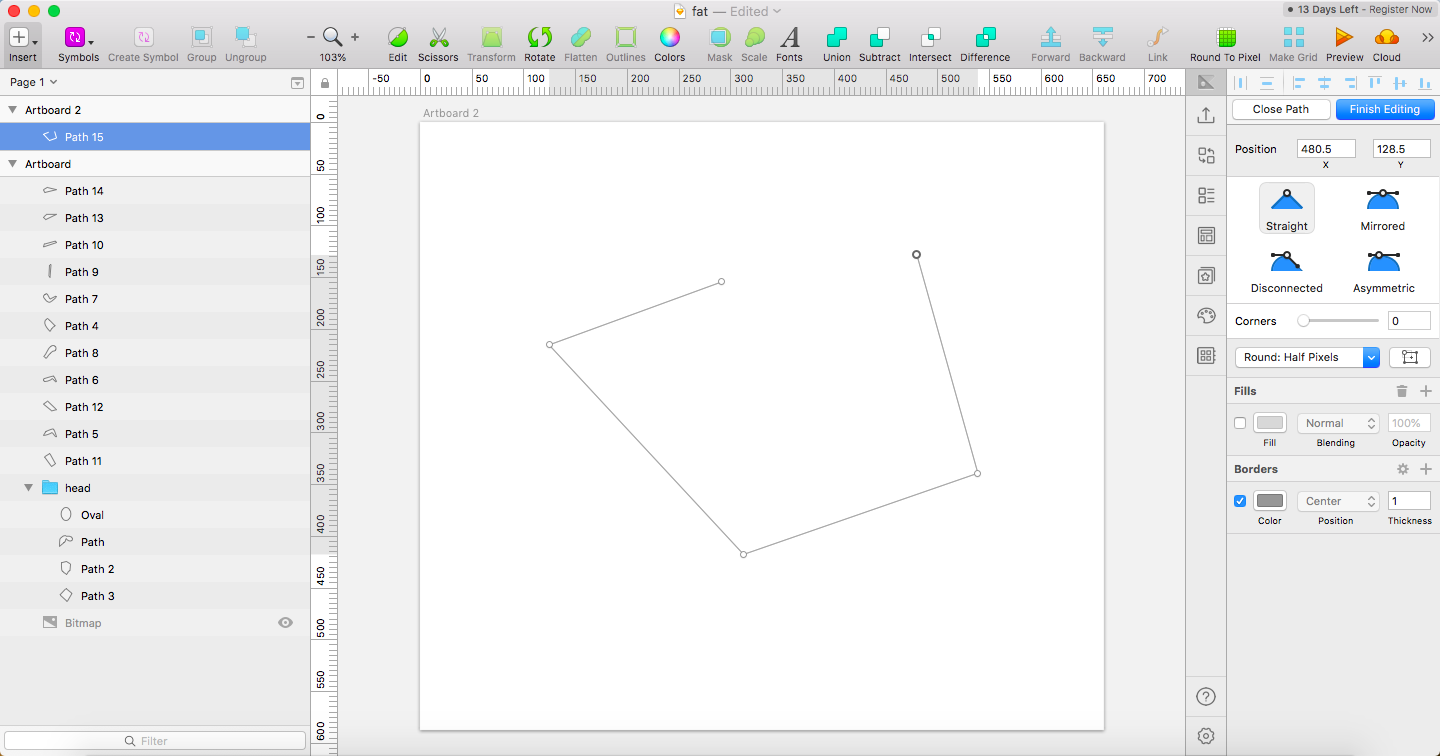 fat — Edited
13 Days Left - Register Now
Insert
Symbols
Create Symbol
Group
Ungroup
103%
Edit
Scissors
Transform
Rotate
Flatten
Outlines
Colors
Mask
Scale
Fonts
Union
Subtract
Intersect
Difference
Forward
Backward
Link
Round To Pixel
Make Grid
Preview
Cloud
Page 1
-50 0 50 100 150 200 250 300 350 400 450 500 550 600 650 700
Artboard 2
Path 15
Artboard
Path 14
Path 13
Path 10
Path 9
Path 7
Path 4
Path 8
Path 6
Path 12
Path 5
Path 11
head
Oval
Path
Path 2
Path 3
Bitmap
Filter
0
50
100
150
200
250
300
350
400
450
500
550
600
Artboard 2
Close Path
Finish Editing
Position
480.5
128.5
X
Y
Straight
Mirrored
Disconnected
Asymmetric
Corners
0
Round: Half Pixels
Fills
Normal
100%
Fill
Blending
Opacity
Borders
Center
1
Color
Position
Thickness